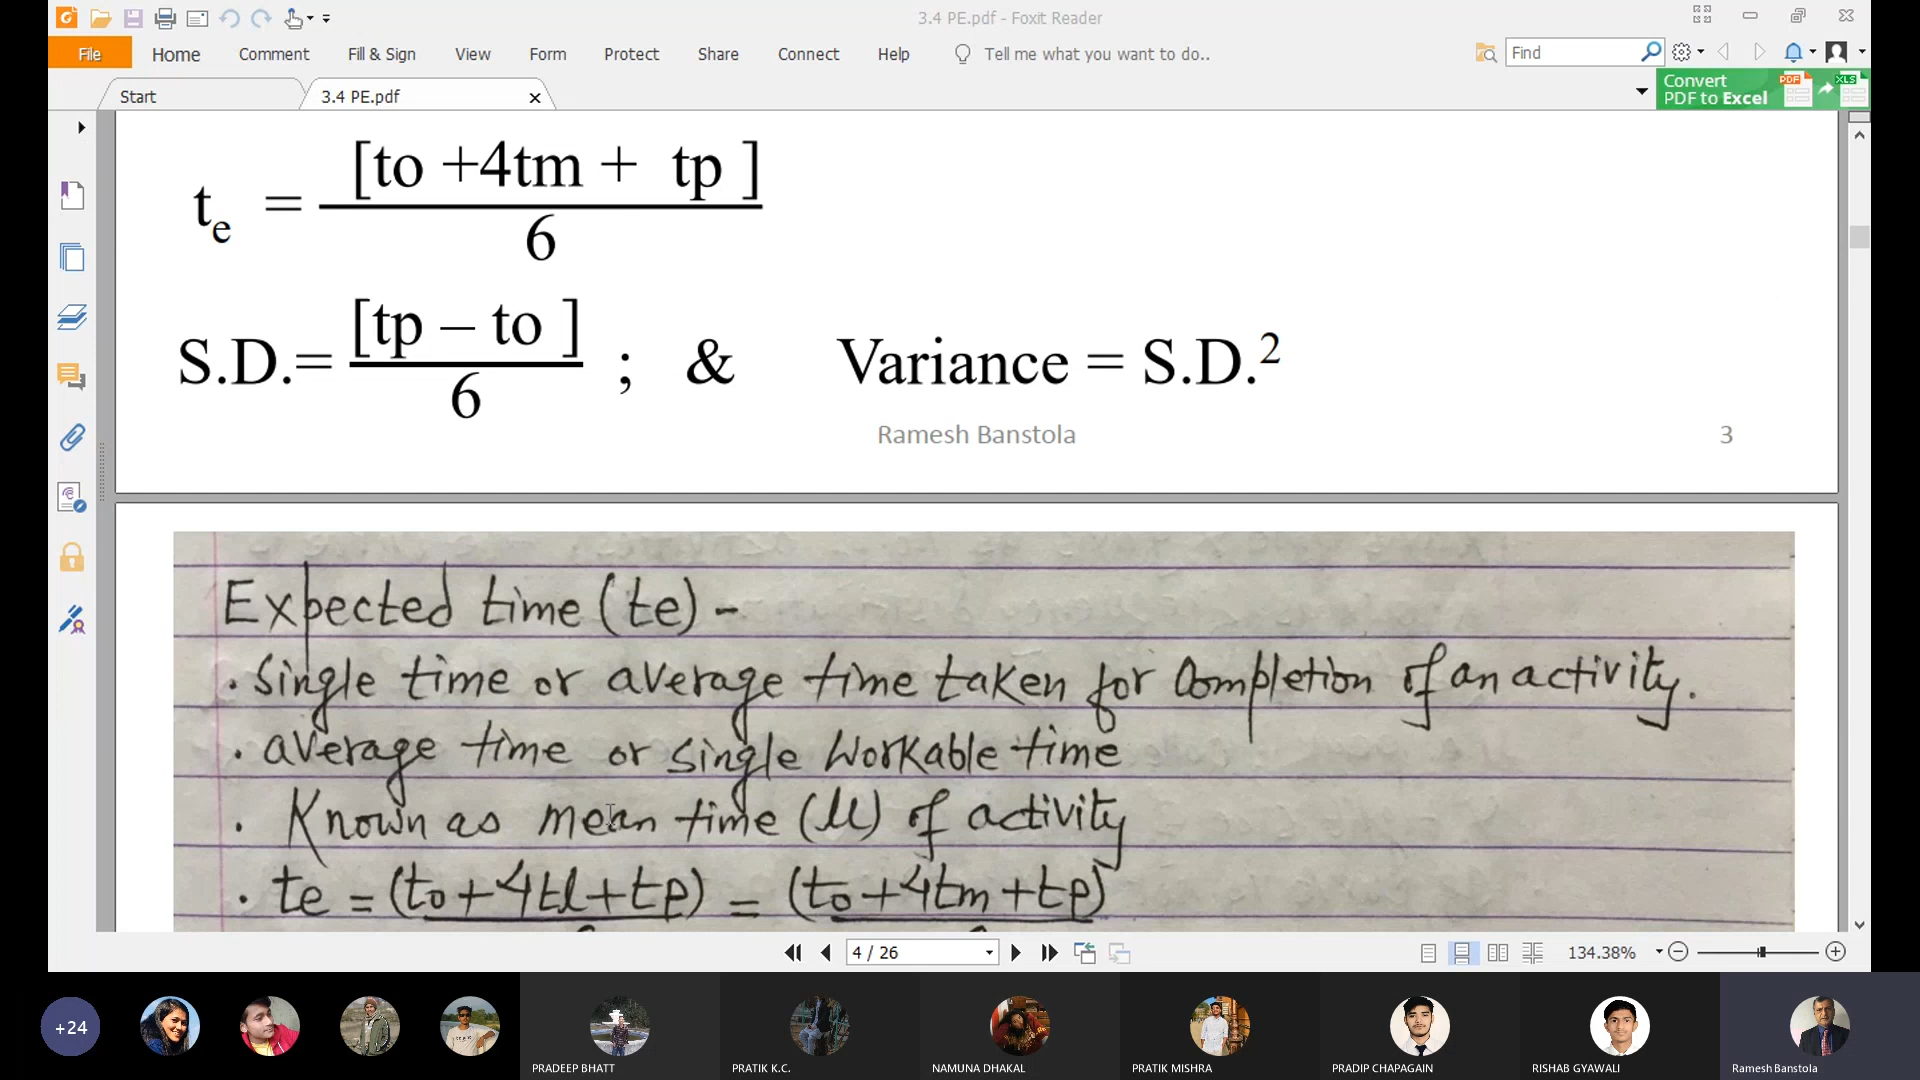 3.4 PE.pdf - Foxit Reader
File Home Comment Fill & Sign View Form Protect Share Connect Help Tell me what you want to do.. Find
Start 3.4 PE.pdf
Convert
PDF to Excel
PDF XLS
[to +4tm + tp ]
te =
6
[tp – to ]
S.D.= ; & Variance = S.D.2
6
Ramesh Banstola 3
Expected time (te) -
. Single time or average time taken for Completion of an activity.
. average time or single workable time
. Known as mean time (μ) of activity
. te = (to+4tl+tp) = (to+4tm+tp)
4 / 26 134.38%
+24
PRADEEP BHATT PRATIK K.C. NAMUNA DHAKAL PRATIK MISHRA PRADIP CHAPAGAIN RISHAB GYAWALI Ramesh Banstola